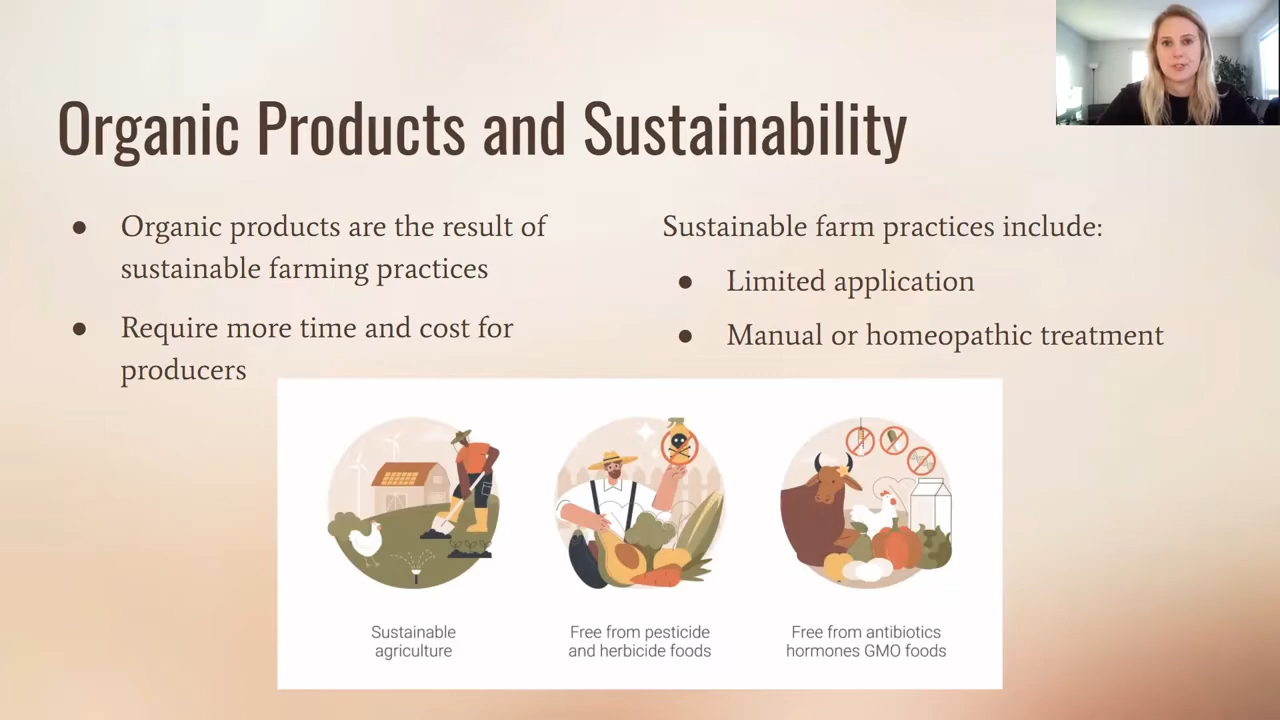 Organic Products and Sustainability
● Organic products are the result of
sustainable farming practices
● Require more time and cost for
producers
Sustainable farm practices include:
● Limited application
● Manual or homeopathic treatment
Sustainable
agriculture
Free from pesticide
and herbicide foods
Free from antibiotics
hormones GMO foods